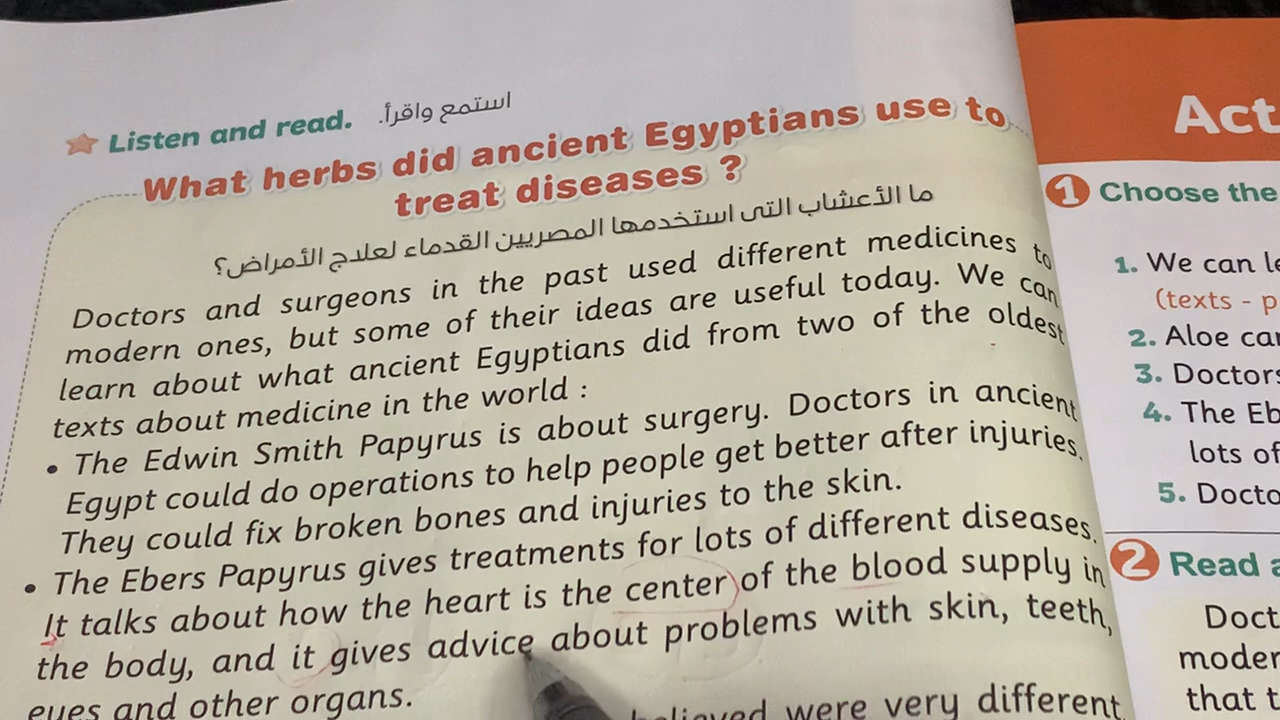 Listen and read. استمع واقرأ.
What herbs did ancient Egyptians use to
treat diseases ?
ما الأعشاب التى استخدمها المصريين القدماء لعلاج الأمراض؟
Doctors and surgeons in the past used different medicines to
modern ones, but some of their ideas are useful today. We can
learn about what ancient Egyptians did from two of the oldest
texts about medicine in the world :
• The Edwin Smith Papyrus is about surgery. Doctors in ancient
Egypt could do operations to help people get better after injuries.
They could fix broken bones and injuries to the skin.
• The Ebers Papyrus gives treatments for lots of different diseases.
It talks about how the heart is the center of the blood supply in
the body, and it gives advice about problems with skin, teeth,
eyes and other organs.
believed were very different
Act
1 Choose the
1. We can le
(texts - p
2. Aloe can
3. Doctors
4. The Eb
lots of
5. Docto
2 Read a
Doct
moder
that t